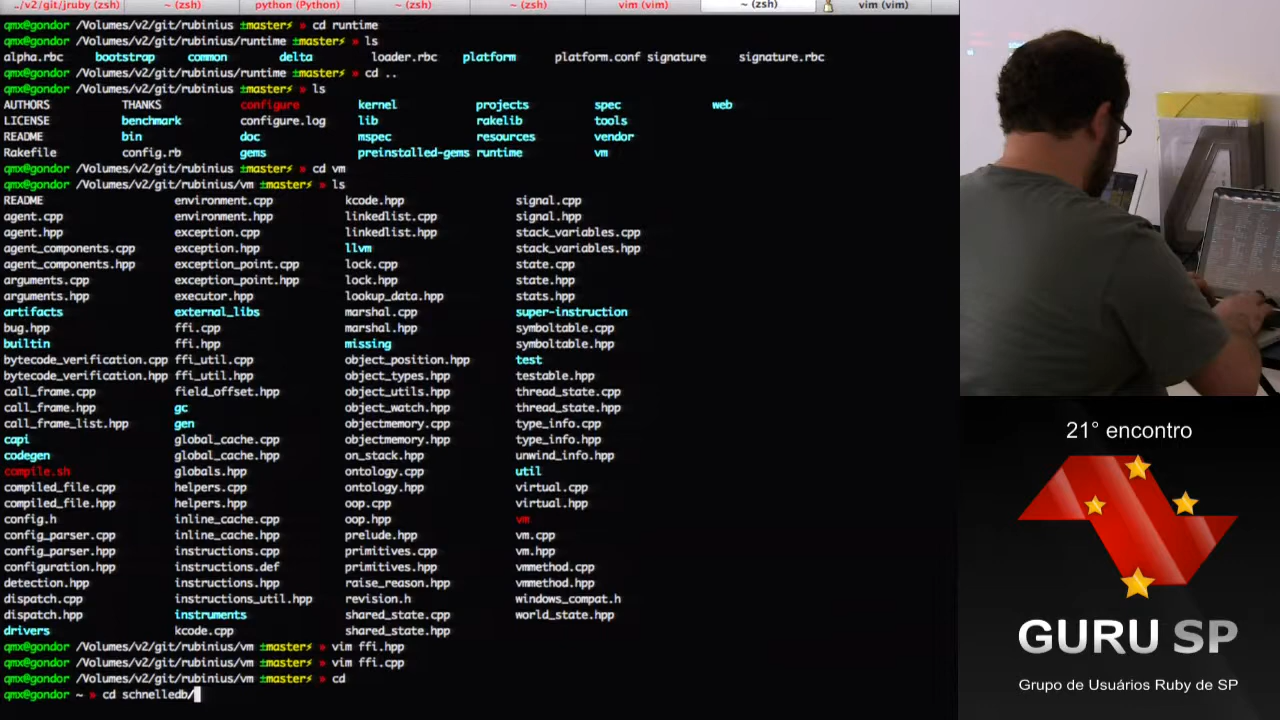 ../v2/git/jruby (zsh) ~ (zsh) python (Python) ~ (zsh) ~ (zsh) vim (vim) ~ (zsh) vim (vim)
qmx@gondor /Volumes/v2/git/rubinius ±master⚡ » cd runtime
qmx@gondor /Volumes/v2/git/rubinius/runtime ±master⚡ » ls
alpha.rbc bootstrap common delta loader.rbc platform platform.conf signature signature.rbc
qmx@gondor /Volumes/v2/git/rubinius/runtime ±master⚡ » cd ..
qmx@gondor /Volumes/v2/git/rubinius ±master⚡ » ls
AUTHORS THANKS configure kernel projects spec web
LICENSE benchmark configure.log lib rakelib tools
README bin doc mspec resources vendor
Rakefile config.rb gems preinstalled-gems runtime vm
qmx@gondor /Volumes/v2/git/rubinius ±master⚡ » cd vm
qmx@gondor /Volumes/v2/git/rubinius/vm ±master⚡ » ls
README environment.cpp kcode.hpp signal.cpp
agent.cpp environment.hpp linkedlist.cpp signal.hpp
agent.hpp exception.cpp linkedlist.hpp stack_variables.cpp
agent_components.cpp exception.hpp llvm stack_variables.hpp
agent_components.hpp exception_point.cpp lock.cpp state.cpp
arguments.cpp exception_point.hpp lock.hpp state.hpp
arguments.hpp executor.hpp lookup_data.hpp stats.hpp
artifacts external_libs marshal.cpp super-instruction
bug.hpp ffi.cpp marshal.hpp symboltable.cpp
builtin ffi.hpp missing symboltable.hpp
bytecode_verification.cpp ffi_util.cpp object_position.hpp test
bytecode_verification.hpp ffi_util.hpp object_types.hpp testable.hpp
call_frame.cpp field_offset.hpp object_utils.hpp thread_state.cpp
call_frame.hpp gc object_watch.hpp thread_state.hpp
call_frame_list.hpp gen objectmemory.cpp type_info.cpp
capi global_cache.cpp objectmemory.hpp type_info.hpp
codegen global_cache.hpp on_stack.hpp unwind_info.hpp
compile.sh globals.hpp ontology.cpp util
compiled_file.cpp helpers.cpp ontology.hpp virtual.cpp
compiled_file.hpp helpers.hpp oop.cpp virtual.hpp
config.h inline_cache.cpp oop.hpp vm
config_parser.cpp inline_cache.hpp prelude.hpp vm.cpp
config_parser.hpp instructions.cpp primitives.cpp vm.hpp
configuration.hpp instructions.def primitives.hpp vmmethod.cpp
detection.hpp instructions.hpp raise_reason.hpp vmmethod.hpp
dispatch.cpp instructions_util.hpp revision.h windows_compat.h
dispatch.hpp instruments shared_state.cpp world_state.hpp
drivers kcode.cpp shared_state.hpp
qmx@gondor /Volumes/v2/git/rubinius/vm ±master⚡ » vim ffi.hpp
qmx@gondor /Volumes/v2/git/rubinius/vm ±master⚡ » vim ffi.cpp
qmx@gondor /Volumes/v2/git/rubinius/vm ±master⚡ » cd
qmx@gondor ~ » cd schnelledb/
21° encontro
GURU SP
Grupo de Usuários Ruby de SP